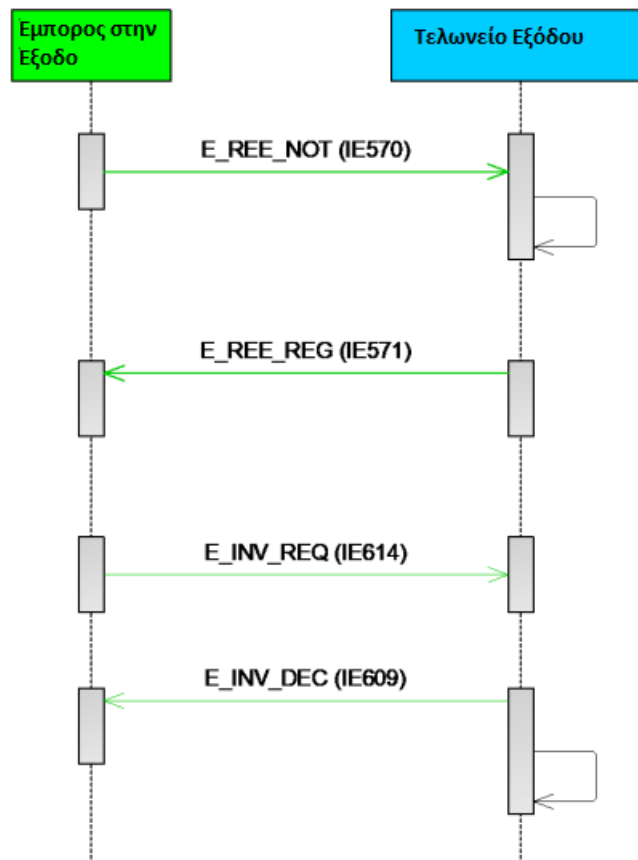 Έμπορος στην
Έξοδο
Τελωνείο Εξόδου
E_REE_NOT (IE570)
E_REE_REG (IE571)
E_INV_REQ (IE614)
E_INV_DEC (IE609)